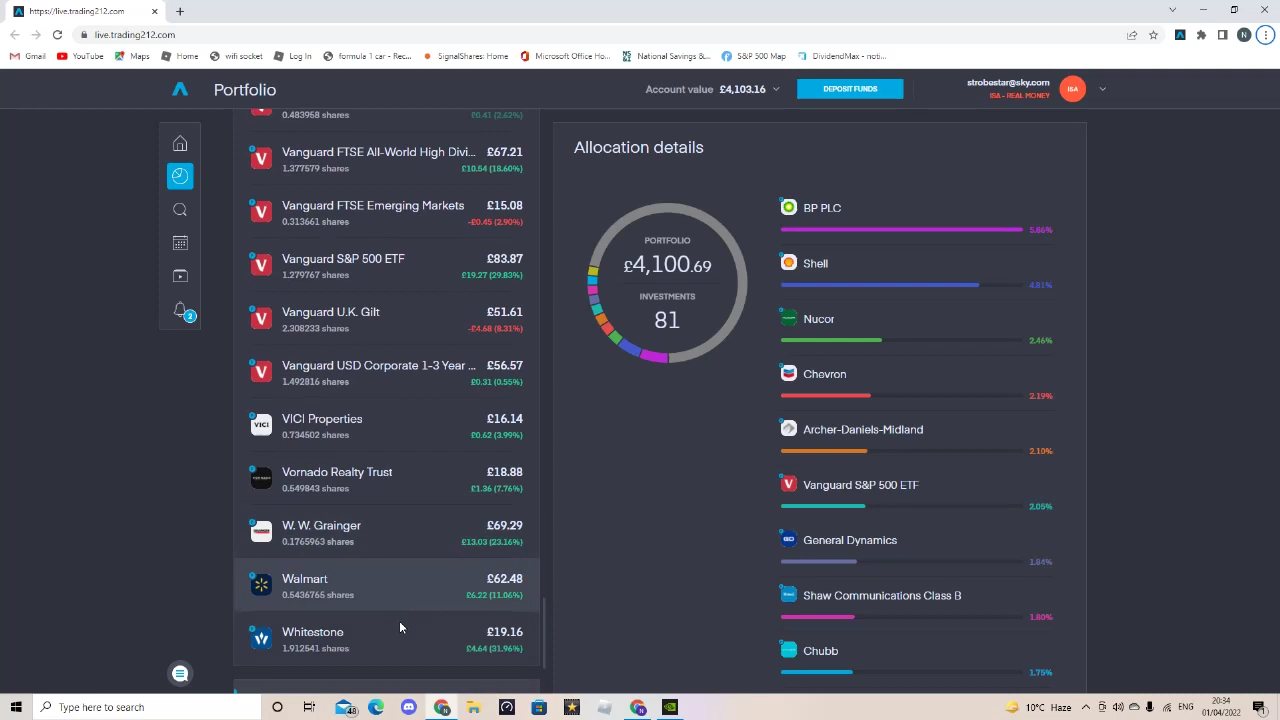 https://live.trading212.com
live.trading212.com
Gmail YouTube Maps Home wifi socket Log In formula 1 car - Rec... SignalShares: Home Microsoft Office Ho... National Savings &... S&P 500 Map DividendMax - noti...
Portfolio
Account value £4,103.16
DEPOSIT FUNDS
strobestar@sky.com
ISA - REAL MONEY
ISA
0.483958 shares £0.41 (2.62%)
Vanguard FTSE All-World High Divi... £67.21
1.377579 shares £10.54 (18.60%)
Vanguard FTSE Emerging Markets £15.08
0.313661 shares -£0.45 (2.90%)
Vanguard S&P 500 ETF £83.87
1.279767 shares £19.27 (29.83%)
Vanguard U.K. Gilt £51.61
2.308233 shares -£4.68 (8.31%)
Vanguard USD Corporate 1-3 Year ... £56.57
1.492816 shares £0.31 (0.55%)
VICI Properties £16.14
0.734502 shares £0.62 (3.99%)
Vornado Realty Trust £18.88
0.549843 shares £1.36 (7.76%)
W. W. Grainger £69.29
0.1765963 shares £13.03 (23.16%)
Walmart £62.48
0.5436765 shares £6.22 (11.06%)
Whitestone £19.16
1.912541 shares £4.64 (31.96%)
2
Allocation details
PORTFOLIO
£4,100.69
INVESTMENTS
81
BP PLC
5.86%
Shell
4.81%
Nucor
2.46%
Chevron
2.19%
Archer-Daniels-Midland
2.10%
Vanguard S&P 500 ETF
2.05%
General Dynamics
1.84%
Shaw Communications Class B
1.80%
Chubb
1.75%
Type here to search
48
10°C Haze
20:34